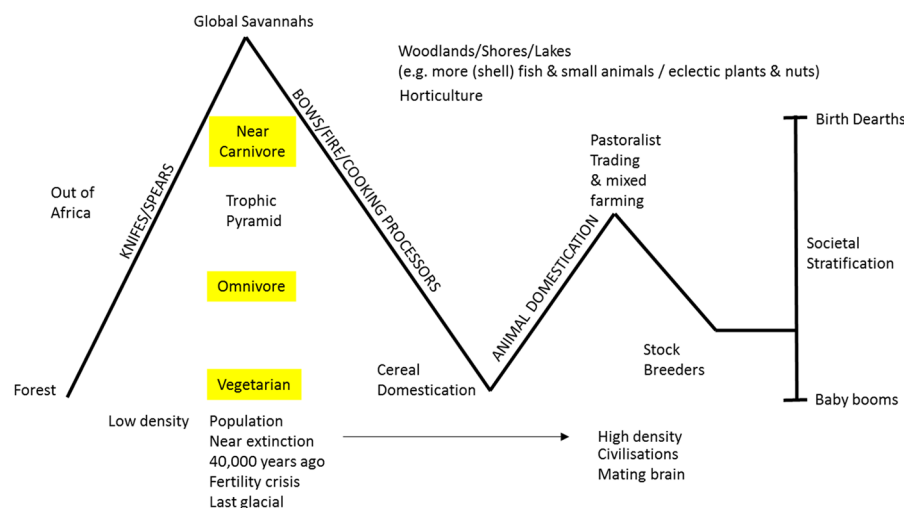 Global Savannahs
Woodlands/Shores/Lakes
(e.g. more (shell) fish & small animals / eclectic plants & nuts)
Horticulture
BOWS/FIRE/COOKING PROCESSORS
Near
Carnivore
Birth Dearths
Pastoralist
Trading
& mixed
farming
KNIFES/SPEARS
Out of
Africa
Trophic
Pyramid
ANIMAL DOMESTICATION
Societal
Stratification
Omnivore
Stock
Breeders
Cereal
Domestication
Forest
Vegetarian
Baby booms
Low density
Population
Near extinction
40,000 years ago
Fertility crisis
Last glacial
High density
Civilisations
Mating brain